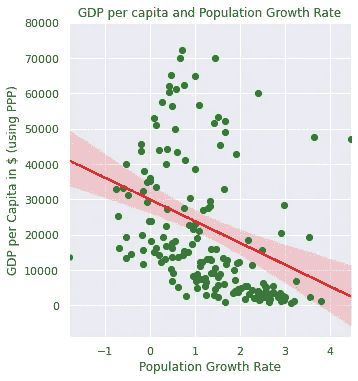 GDP per capita and Population Growth Rate
80000
70000
60000
50000
40000
30000
20000
10000
0
GDP per Capita in $ (using PPP)
−1 0 1 2 3 4
Population Growth Rate